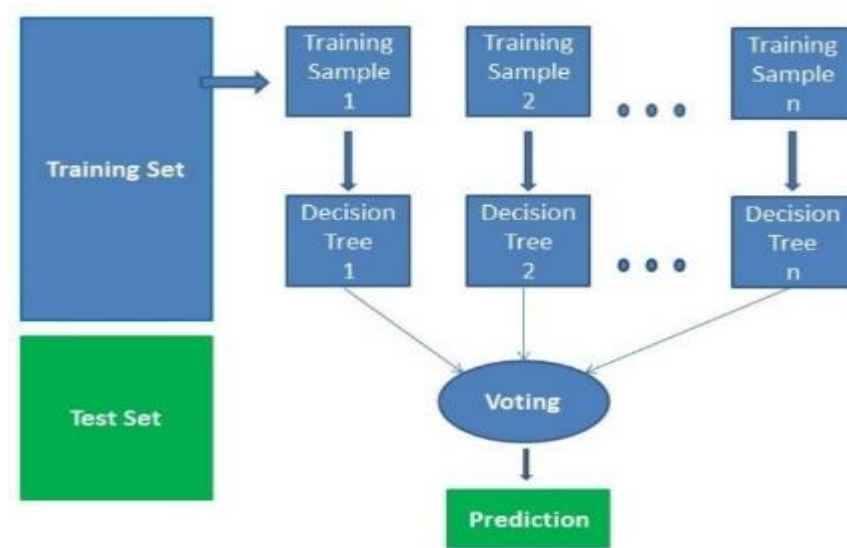 Training Set
Test Set
Training
Sample
1
Training
Sample
2
Training
Sample
n
Decision
Tree
1
Decision
Tree
2
Decision
Tree
n
Voting
Prediction